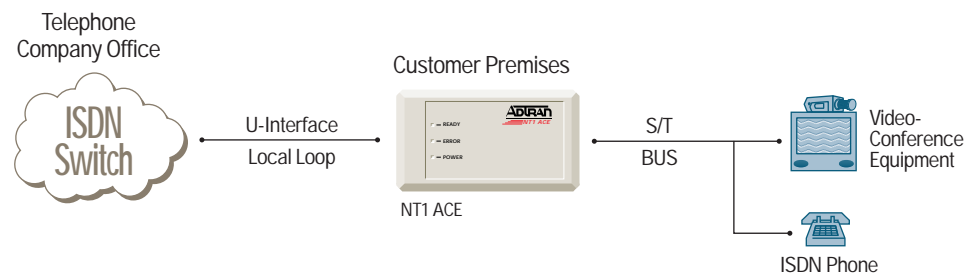 Telephone
Company Office
ISDN
Switch
U-Interface
Local Loop
Customer Premises
ADTRAN
NT1 ACE
READY
ERROR
POWER
NT1 ACE
S/T
BUS
Video-
Conference
Equipment
ISDN Phone